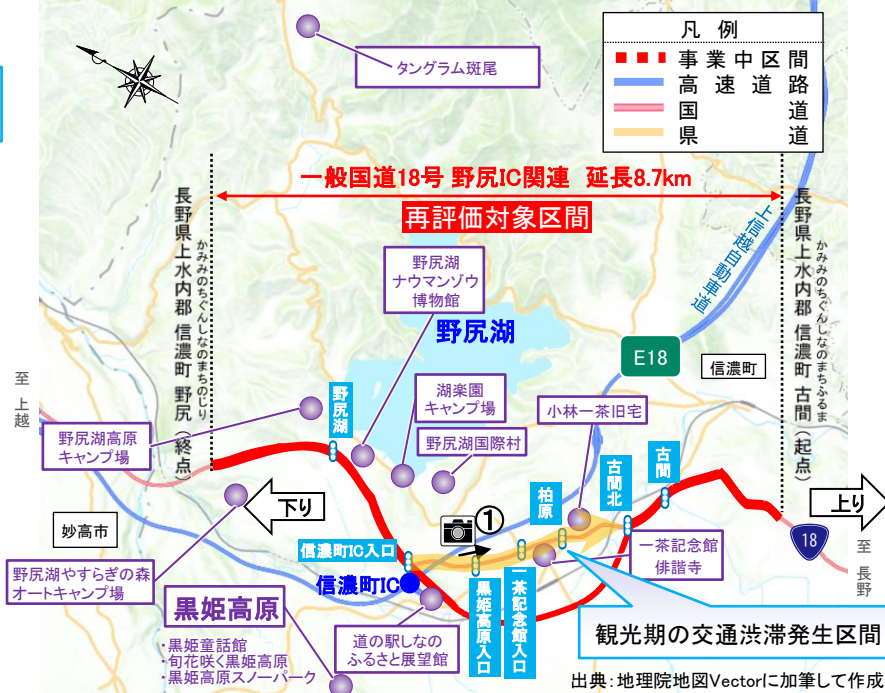 凡例
事業中区間
高速道路
国道
県道
タングラム斑尾
一般国道18号 野尻IC関連 延長8.7km
再評価対象区間
長野県上水内郡 信濃町 野尻 (終点)
かみみのちぐんしなのまちのじり
長野県上水内郡 信濃町 古間 (起点)
かみみのちぐんしなのまちふるま
上信越自動車道
野尻湖
ナウマンゾウ
博物館
野尻湖
E18
信濃町
至 上越
野尻湖
湖楽園
キャンプ場
小林一茶旧宅
野尻湖高原
キャンプ場
野尻湖国際村
古間
古間北
柏原
下り
上り
①
妙高市
信濃町IC入口
18
至 長野
一茶記念館
俳諧寺
野尻湖やすらぎの森
オートキャンプ場
信濃町IC
黒姫高原入口
一茶記念館入口
黒姫高原
・黒姫童話館
・旬花咲く黒姫高原
・黒姫高原スノーパーク
道の駅しなの
ふるさと展望館
観光期の交通渋滞発生区間
出典:地理院地図Vectorに加筆して作成